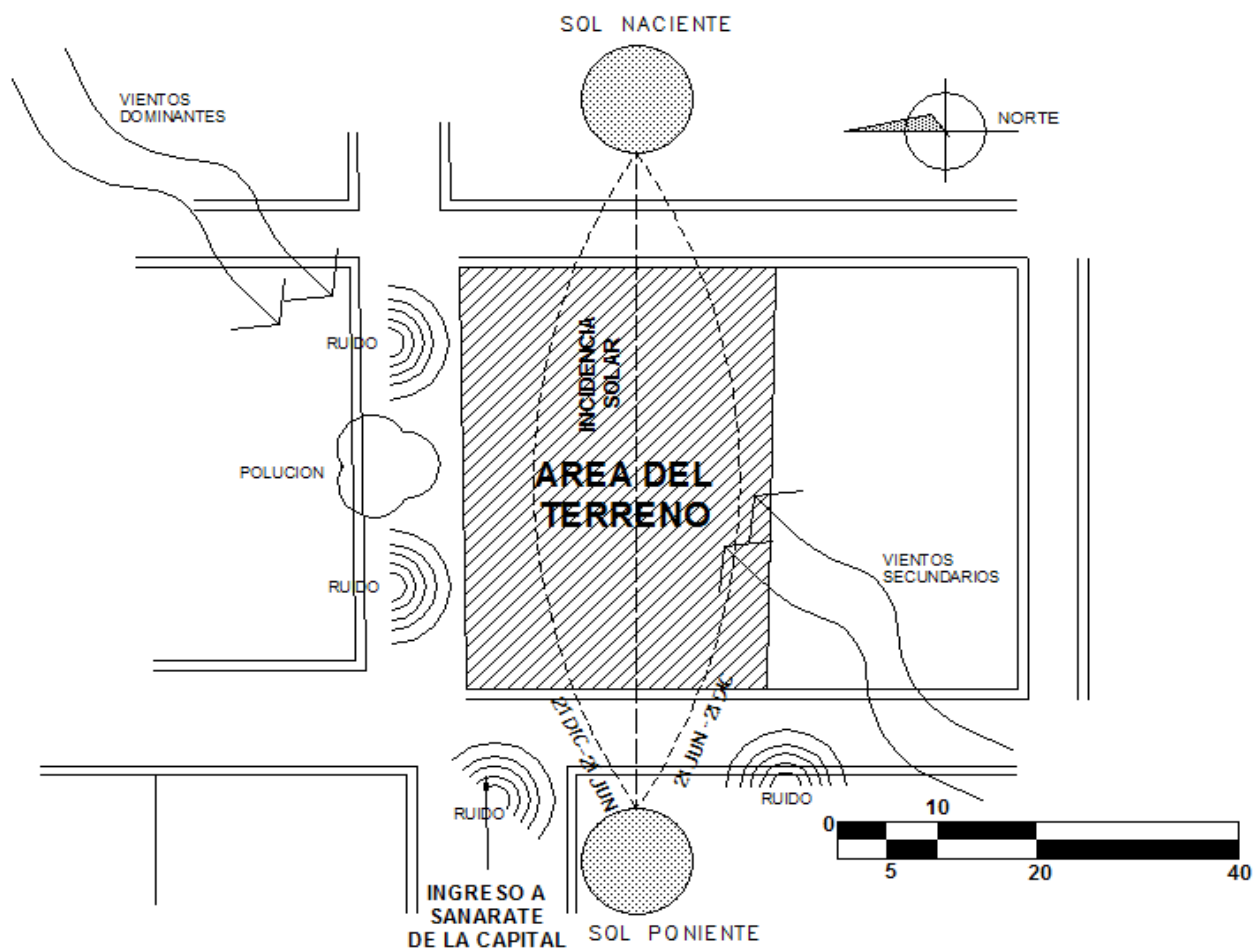 SOL NACIENTE
VIENTOS
DOMINANTES
NORTE
RUIDO
INCIDENCIA
SOLAR
POLUCION
AREA DEL
TERRENO
RUIDO
VIENTOS
SECUNDARIOS
21 DIC - 21 JUN
21 JUN - 21 DIC
RUIDO
RUIDO
0
10
5
20
40
INGRESO A
SANARATE
DE LA CAPITAL
SOL PONIENTE